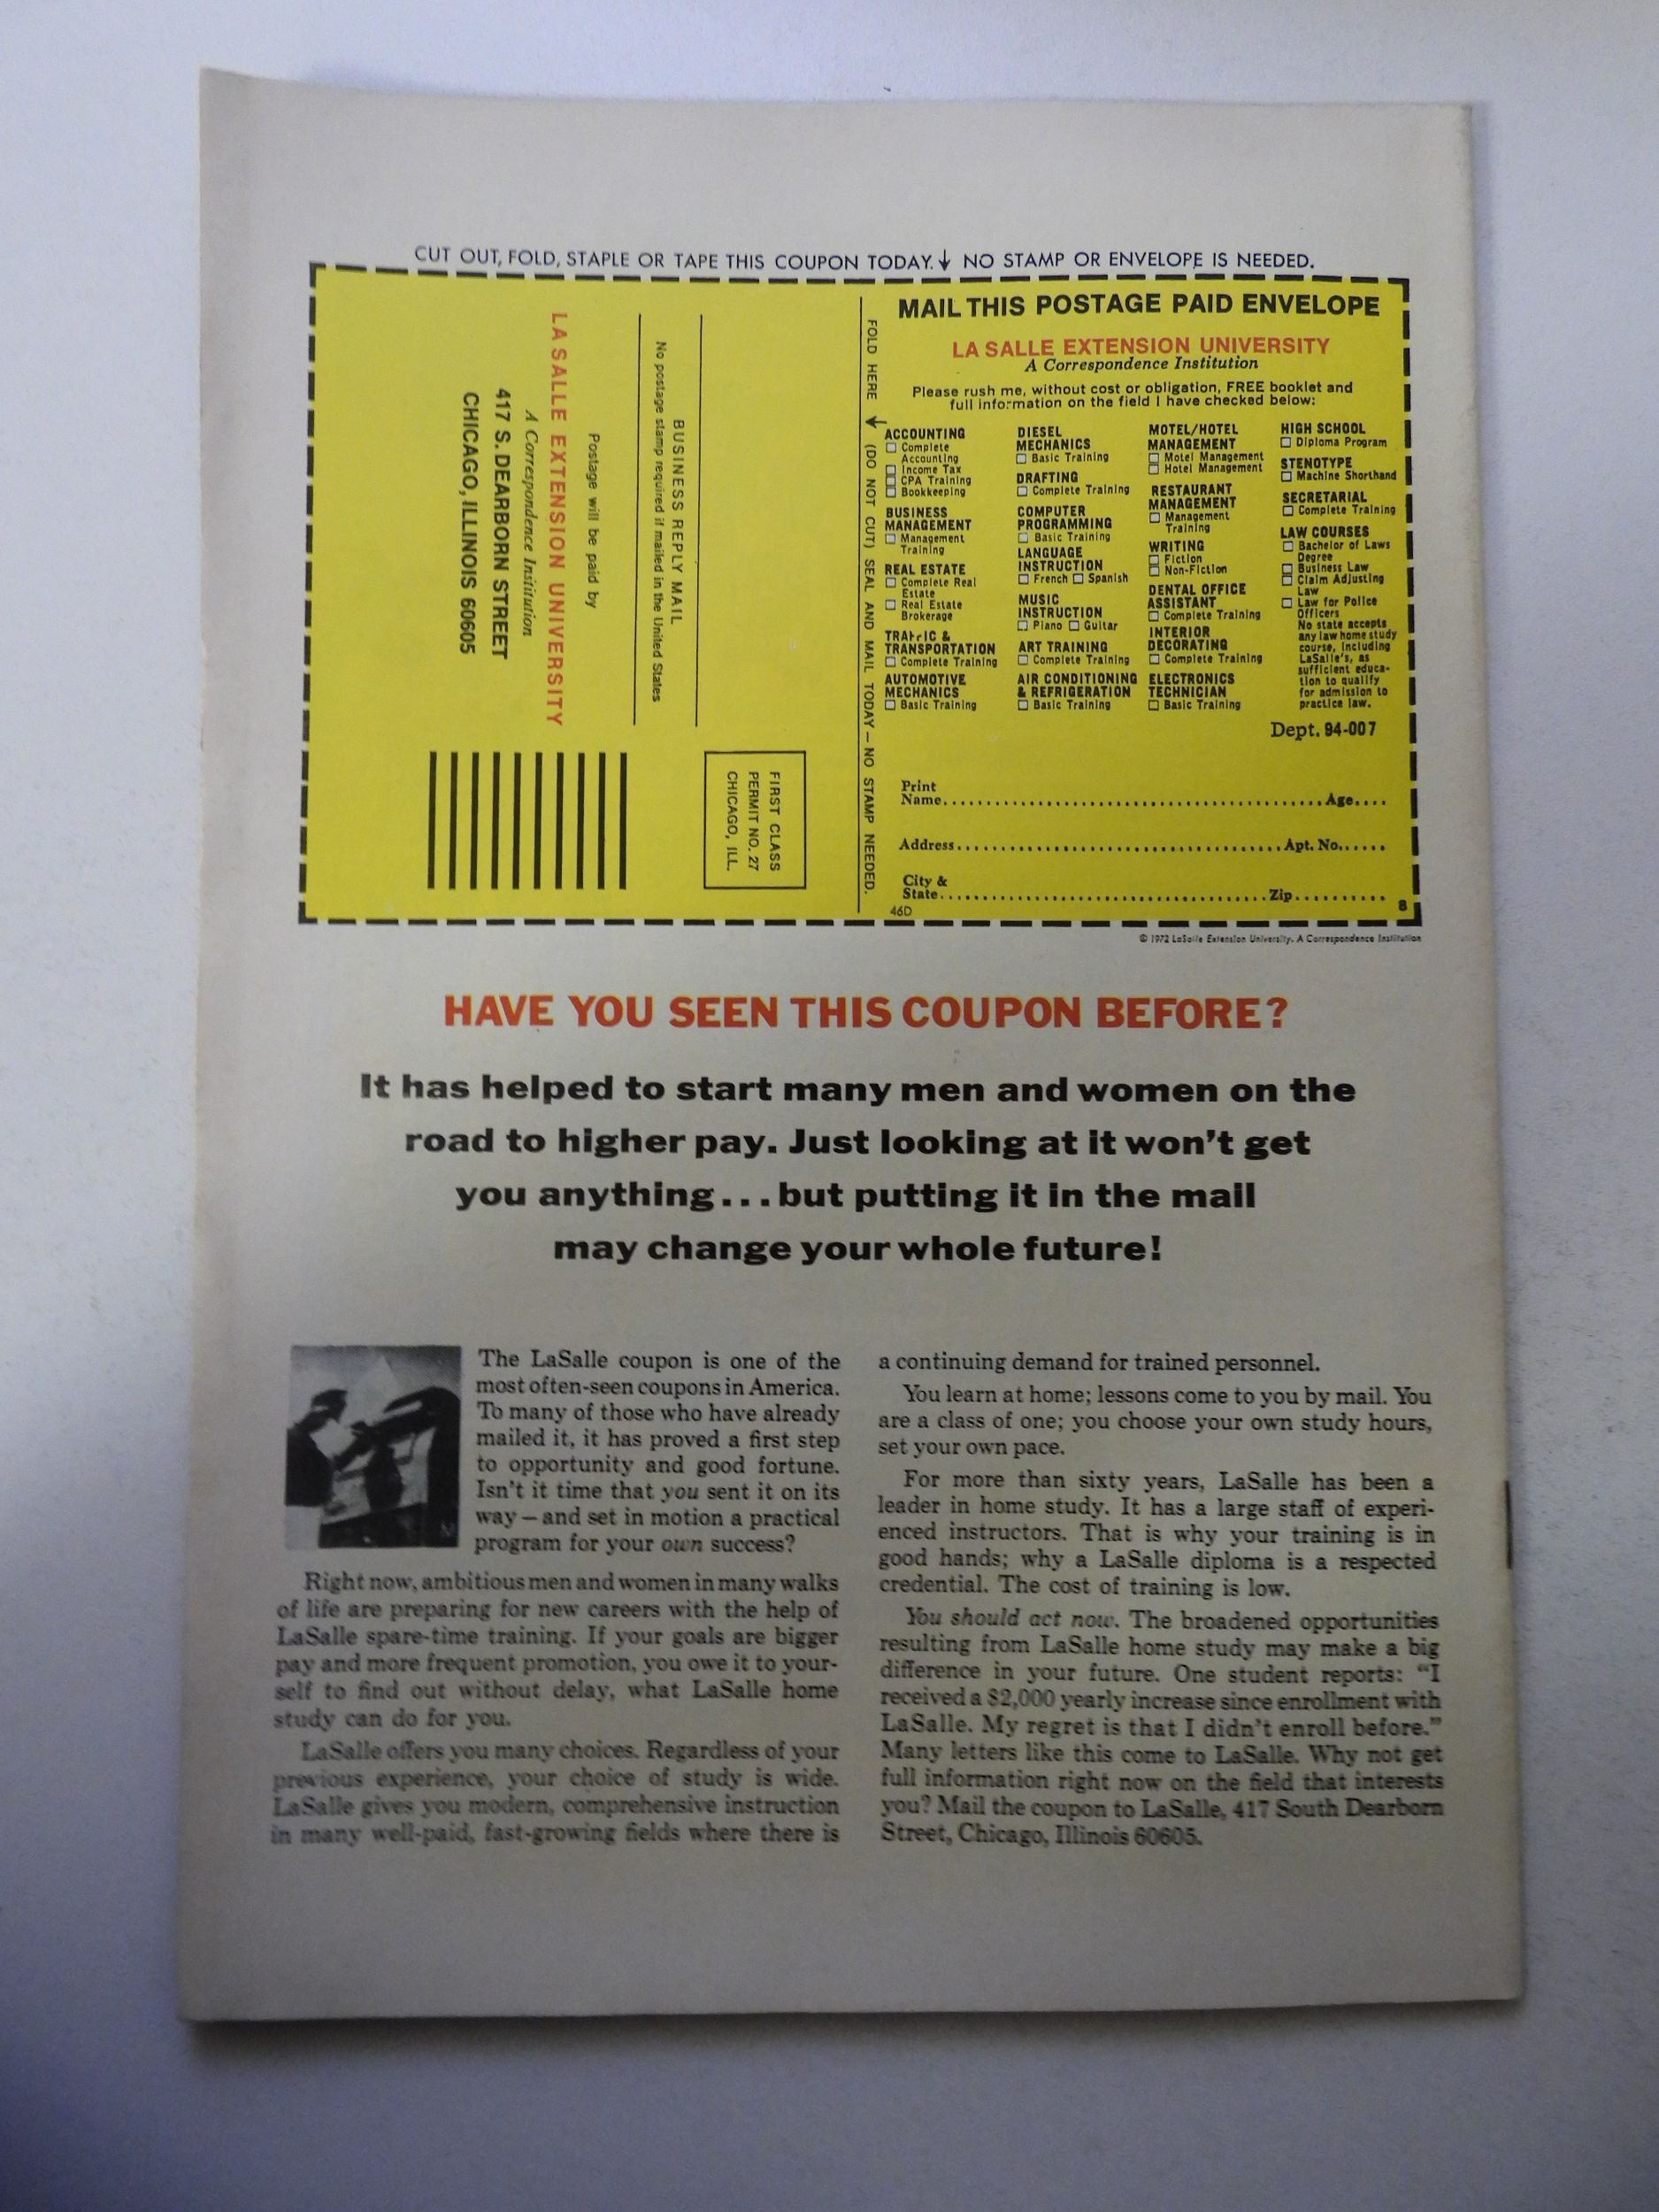 CUT OUT, FOLD, STAPLE OR TAPE THIS COUPON TODAY.↓ NO STAMP OR ENVELOPE IS NEEDED.
FIRST CLASS
PERMIT NO. 27
CHICAGO, ILL.
BUSINESS REPLY MAIL
No postage stamp required if mailed in the United States
Postage will be paid by
LA SALLE EXTENSION UNIVERSITY
A Correspondence Institution
417 S. DEARBORN STREET
CHICAGO, ILLINOIS 60605
FOLD HERE ↓ (DO NOT CUT) SEAL AND MAIL TODAY — NO STAMP NEEDED.
MAIL THIS POSTAGE PAID ENVELOPE
LA SALLE EXTENSION UNIVERSITY
A Correspondence Institution
Please rush me, without cost or obligation, FREE booklet and
full information on the field I have checked below:
ACCOUNTING
☐ Complete
Accounting
☐ Income Tax
☐ CPA Training
☐ Bookkeeping
BUSINESS
MANAGEMENT
☐ Management
Training
REAL ESTATE
☐ Complete Real
Estate
☐ Real Estate
Brokerage
TRAFFIC &
TRANSPORTATION
☐ Complete Training
AUTOMOTIVE
MECHANICS
☐ Basic Training
DIESEL
MECHANICS
☐ Basic Training
DRAFTING
☐ Complete Training
COMPUTER
PROGRAMMING
☐ Basic Training
LANGUAGE
INSTRUCTION
☐ French ☐ Spanish
MUSIC
INSTRUCTION
☐ Piano ☐ Guitar
ART TRAINING
☐ Complete Training
AIR CONDITIONING
& REFRIGERATION
☐ Basic Training
MOTEL/HOTEL
MANAGEMENT
☐ Motel Management
☐ Hotel Management
RESTAURANT
MANAGEMENT
☐ Management
Training
WRITING
☐ Fiction
☐ Non-Fiction
DENTAL OFFICE
ASSISTANT
☐ Complete Training
INTERIOR
DECORATING
☐ Complete Training
ELECTRONICS
TECHNICIAN
☐ Basic Training
HIGH SCHOOL
☐ Diploma Program
STENOTYPE
☐ Machine Shorthand
SECRETARIAL
☐ Complete Training
LAW COURSES
☐ Bachelor of Laws
Degree
☐ Business Law
☐ Claim Adjusting
Law
☐ Law for Police
Officers
No state accepts
any law home study
course, including
LaSalle's, as
sufficient educa-
tion to qualify
for admission to
practice law.
Dept. 94-007
Print
Name.......... Age....
Address.......... Apt. No......
City &
State.......... Zip..........
46D
8
© 1972 LaSalle Extension University. A Correspondence Institution
HAVE YOU SEEN THIS COUPON BEFORE?
It has helped to start many men and women on the
road to higher pay. Just looking at it won't get
you anything...but putting it in the mail
may change your whole future!
The LaSalle coupon is one of the
most often-seen coupons in America.
To many of those who have already
mailed it, it has proved a first step
to opportunity and good fortune.
Isn't it time that you sent it on its
way — and set in motion a practical
program for your own success?
Right now, ambitious men and women in many walks
of life are preparing for new careers with the help of
LaSalle spare-time training. If your goals are bigger
pay and more frequent promotion, you owe it to your-
self to find out without delay, what LaSalle home
study can do for you.
LaSalle offers you many choices. Regardless of your
previous experience, your choice of study is wide.
LaSalle gives you modern, comprehensive instruction
in many well-paid, fast-growing fields where there is
a continuing demand for trained personnel.
You learn at home; lessons come to you by mail. You
are a class of one; you choose your own study hours,
set your own pace.
For more than sixty years, LaSalle has been a
leader in home study. It has a large staff of experi-
enced instructors. That is why your training is in
good hands; why a LaSalle diploma is a respected
credential. The cost of training is low.
You should act now. The broadened opportunities
resulting from LaSalle home study may make a big
difference in your future. One student reports: "I
received a $2,000 yearly increase since enrollment with
LaSalle. My regret is that I didn't enroll before."
Many letters like this come to LaSalle. Why not get
full information right now on the field that interests
you? Mail the coupon to LaSalle, 417 South Dearborn
Street, Chicago, Illinois 60605.